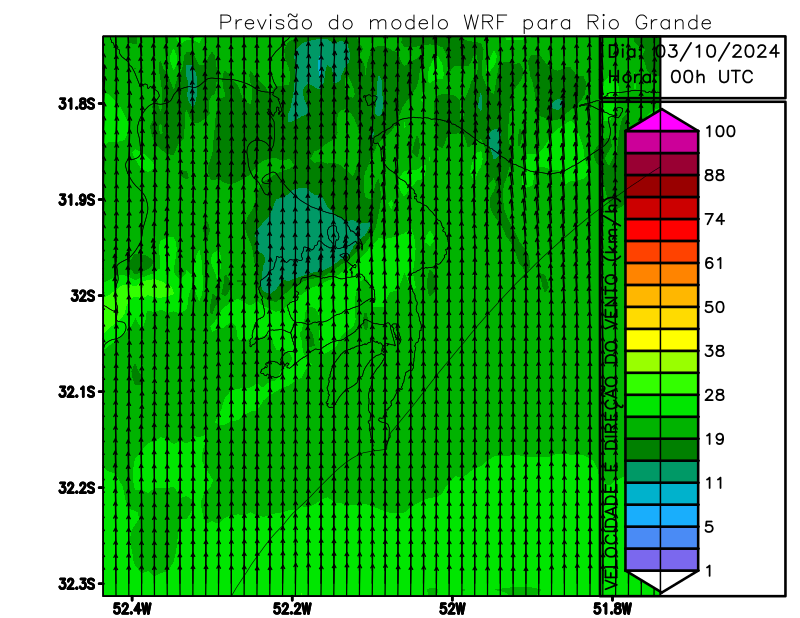 Previsão do modelo WRF para Rio Grande
Dia: 03/10/2024
Hora: 00h UTC
31.8S
31.9S
32S
32.1S
32.2S
32.3S
52.4W
52.2W
52W
51.8W
VELOCIDADE E DIREÇÃO DO VENTO (km/h)
100
88
74
61
50
38
28
19
11
5
1